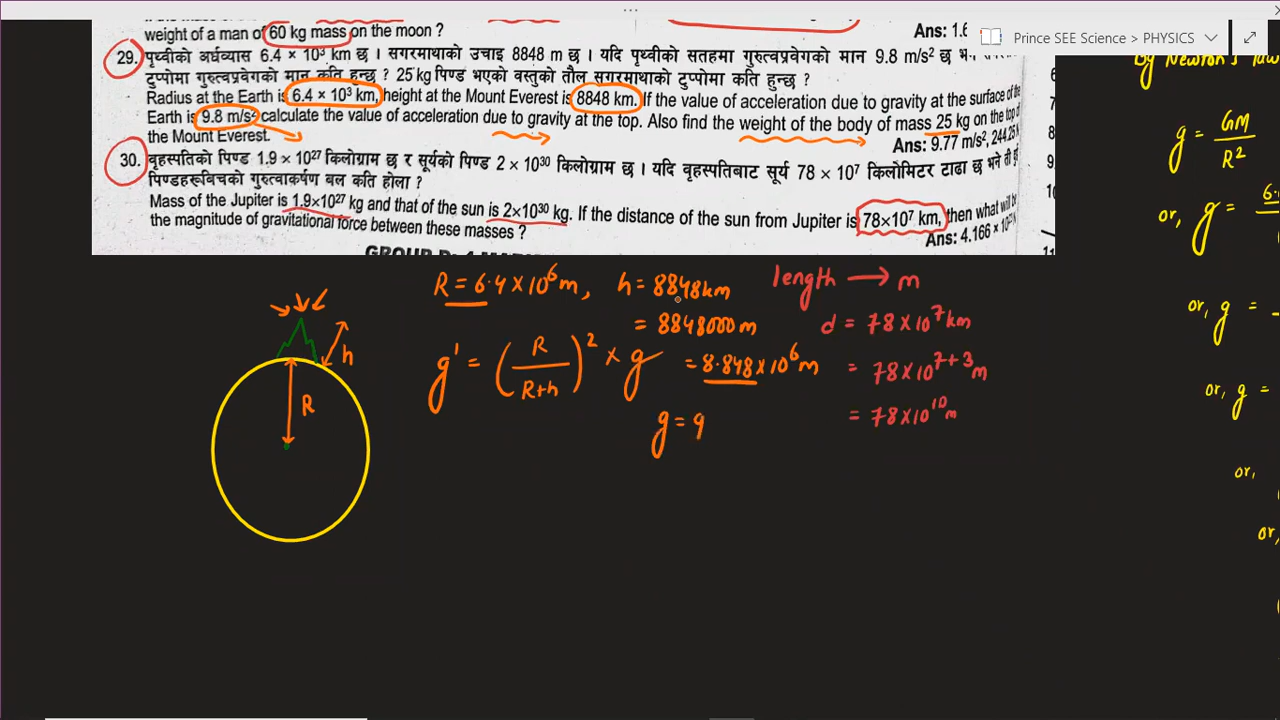 weight of a man of 60 kg mass on the moon ?
Ans: 1.6
Prince SEE Science > PHYSICS
29. पृथ्वीको अर्धव्यास 6.4 × 10³ km छ । सगरमाथाको उचाइ 8848 m छ । यदि पृथ्वीको सतहमा गुरुत्वप्रवेगको मान 9.8 m/s² छ
टुप्पोमा गुरुत्वप्रवेगको मान कति हुन्छ ? 25 kg पिण्ड भएको वस्तुको तौल सगरमाथाको टुप्पोमा कति हुन्छ ?
Radius at the Earth is 6.4 × 10³ km, height at the Mount Everest is 8848 km. If the value of acceleration due to gravity at the surface of the
Earth is 9.8 m/s² calculate the value of acceleration due to gravity at the top. Also find the weight of the body of mass 25 kg on the top of
the Mount Everest.
Ans: 9.77 m/s², 244.25 N
30. वृहस्पतिको पिण्ड 1.9 × 10²⁷ किलोग्राम छ र सूर्यको पिण्ड 2 × 10³⁰ किलोग्राम छ । यदि वृहस्पतिबाट सूर्य 78 × 10⁷ किलोमिटर टाढा छ भने ती दुई
पिण्डहरूबिचको गुरुत्वाकर्षण बल कति होला ?
Mass of the Jupiter is 1.9×10²⁷ kg and that of the sun is 2×10³⁰ kg. If the distance of the sun from Jupiter is 78×10⁷ km, then what will be
the magnitude of gravitational force between these masses ?
R = 6.4 × 10⁶ m, h = 8848 km
= 8848000 m
g' = (R / R+h)² × g
= 8.848 × 10⁶ m
g = 9
length → m
d = 78 × 10⁷ km
= 78 × 10⁷⁺³ m
= 78 × 10¹⁰ m
h
R
by Newton's law
g = GM / R²
or, g =
or, g =
or, g =
or,
or,